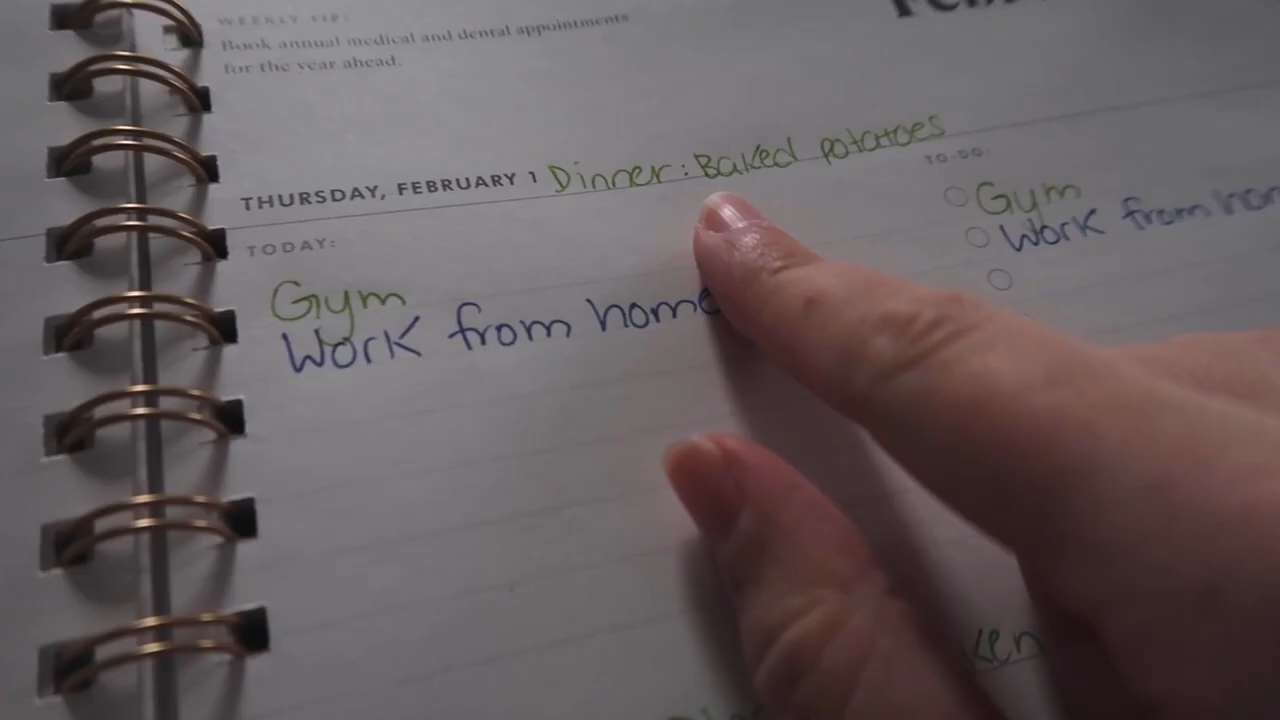 WEEKLY TIP:
Book annual medical and dental appointments
for the year ahead.
THURSDAY, FEBRUARY 1 Dinner: Baked potatoes
TODAY:
Gym
Work from home
TO DO:
Gym
Work from